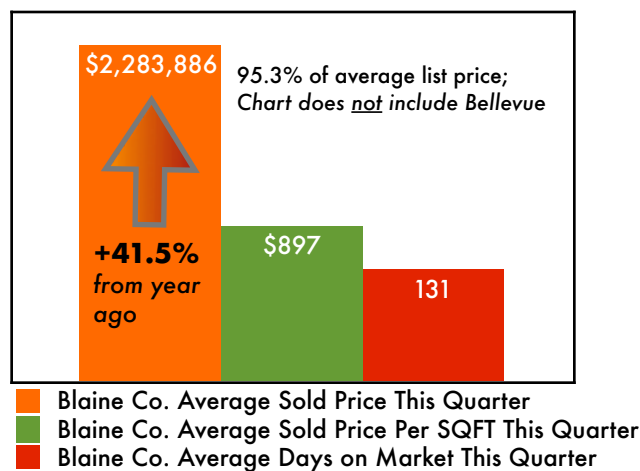 $2,283,886
95.3% of average list price;
Chart does not include Bellevue
+41.5%
from year
ago
$897
131
Blaine Co. Average Sold Price This Quarter
Blaine Co. Average Sold Price Per SQFT This Quarter
Blaine Co. Average Days on Market This Quarter